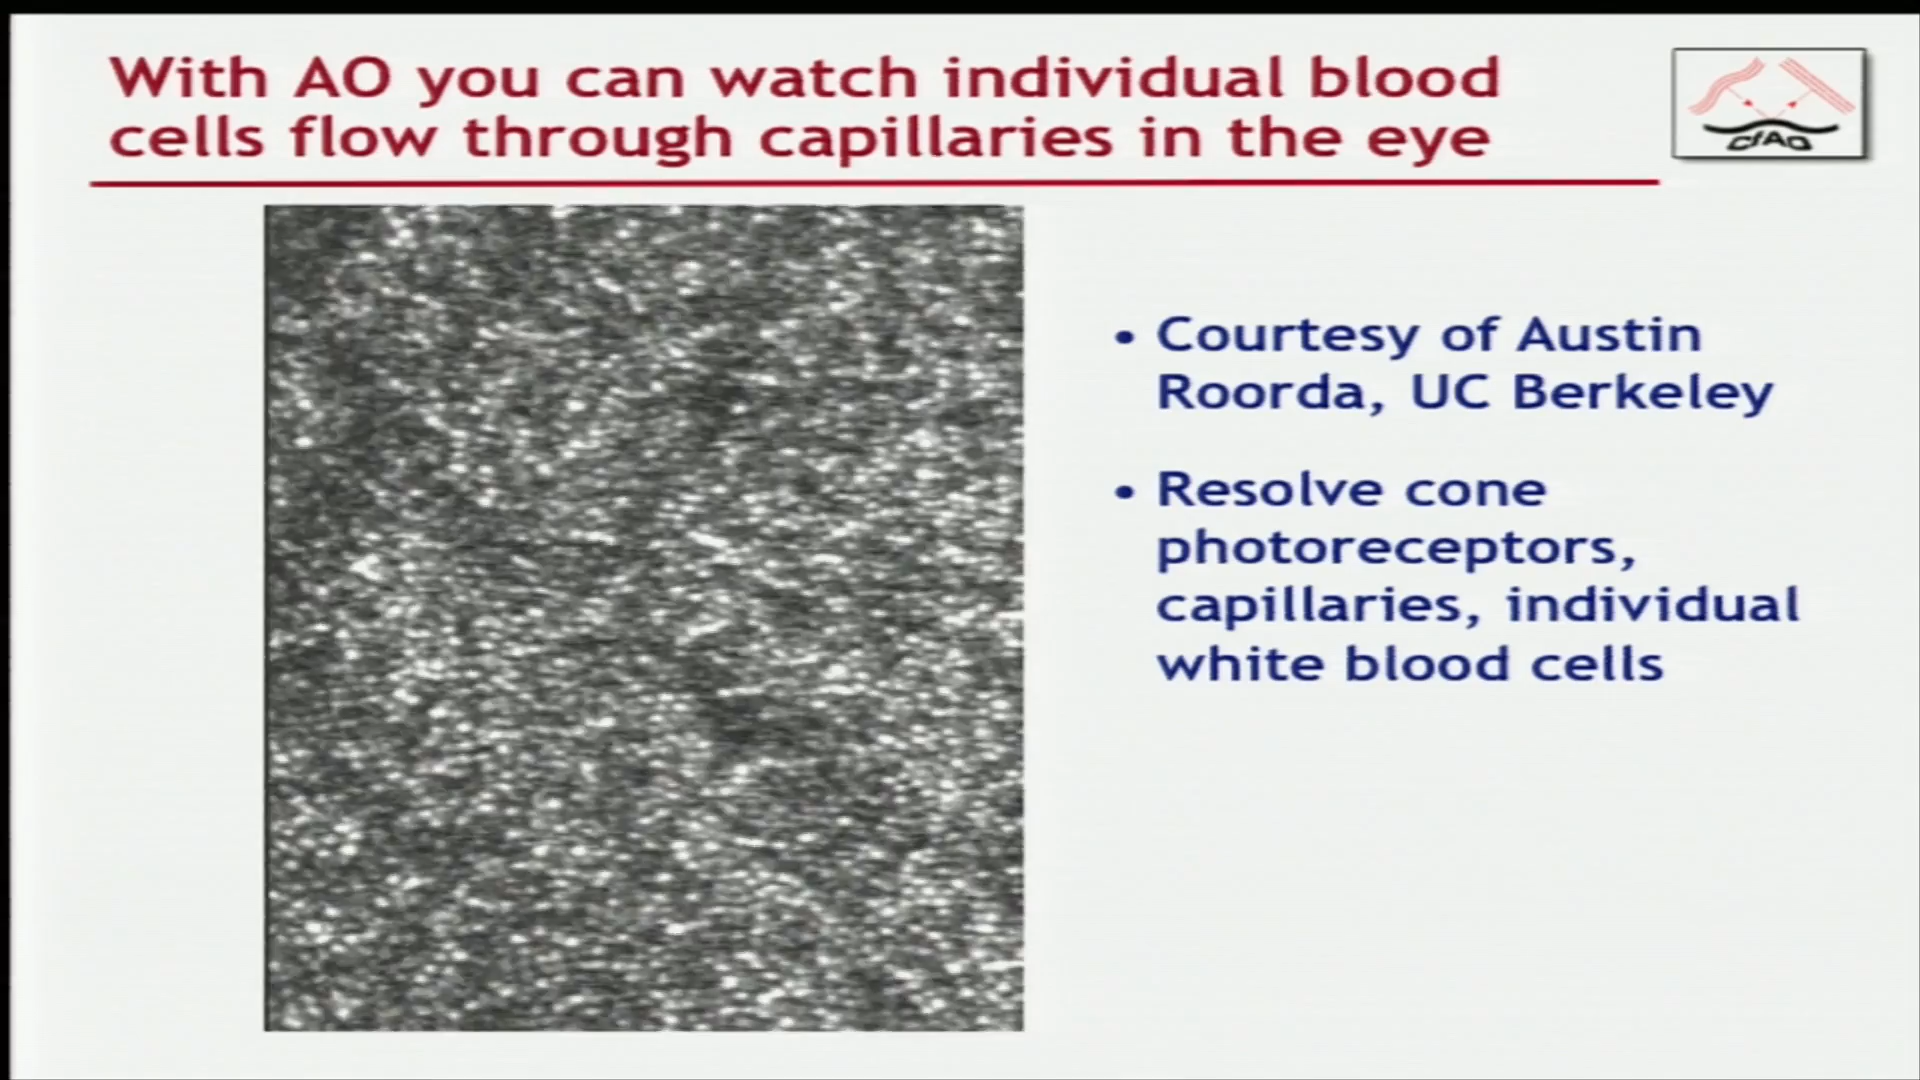 With AO you can watch individual blood
cells flow through capillaries in the eye
CfAO
• Courtesy of Austin
Roorda, UC Berkeley
• Resolve cone
photoreceptors,
capillaries, individual
white blood cells